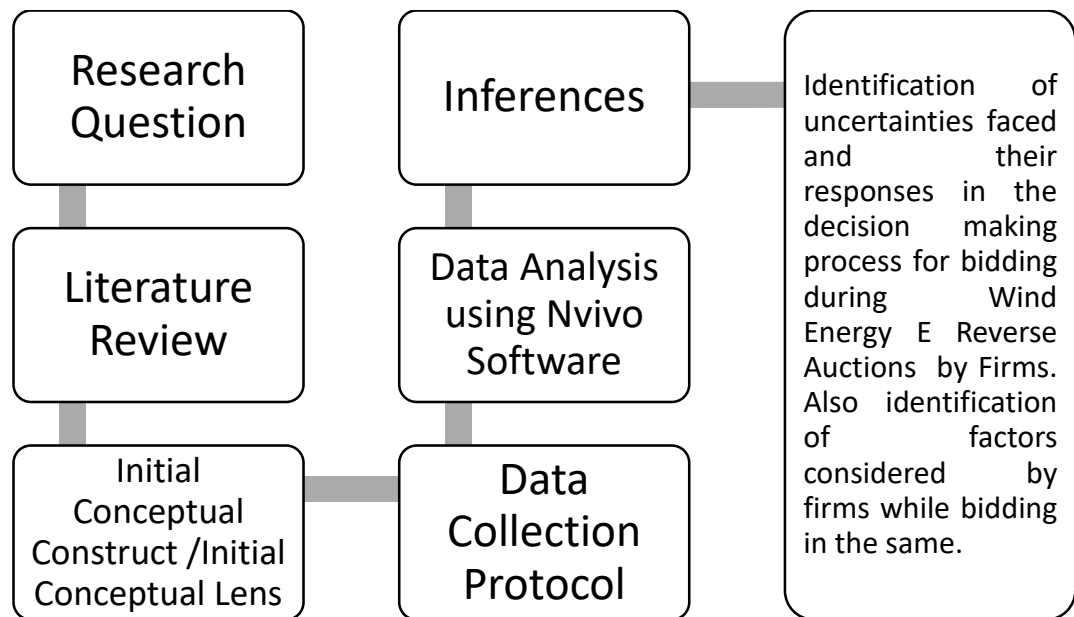 Research
Question
Literature
Review
Initial
Conceptual
Construct /Initial
Conceptual Lens
Data
Collection
Protocol
Data Analysis
using Nvivo
Software
Inferences
Identification of
uncertainties faced
and their
responses in the
decision making
process for bidding
during Wind
Energy E Reverse
Auctions by Firms.
Also identification
of factors
considered by
firms while bidding
in the same.